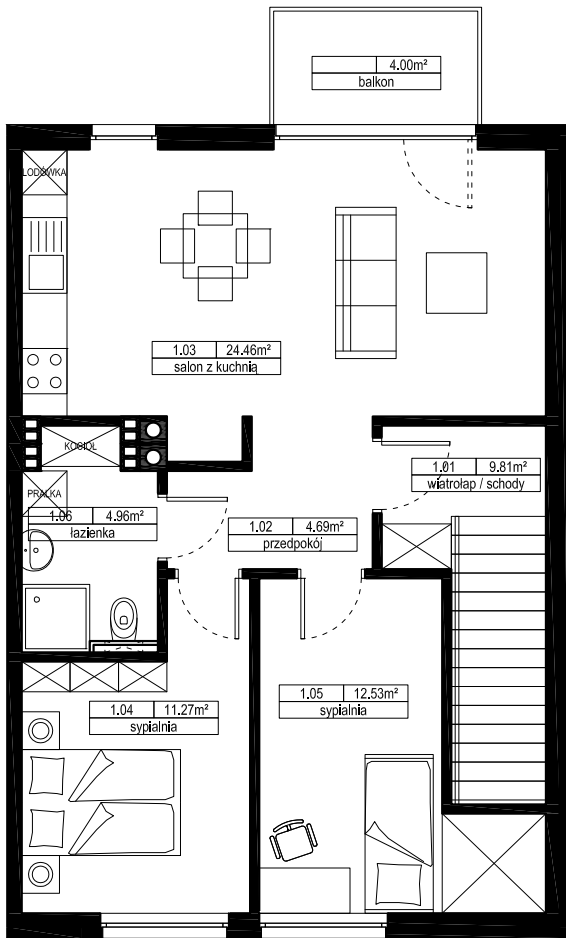 4.00m²
balkon
LODÓWKA
1.03 24.46m²
salon z kuchnią
KOCIOŁ
1.01 9.81m²
wiatrołap / schody
PRALKA
1.06 4.96m²
łazienka
1.02 4.69m²
przedpokój
1.05 12.53m²
sypialnia
1.04 11.27m²
sypialnia